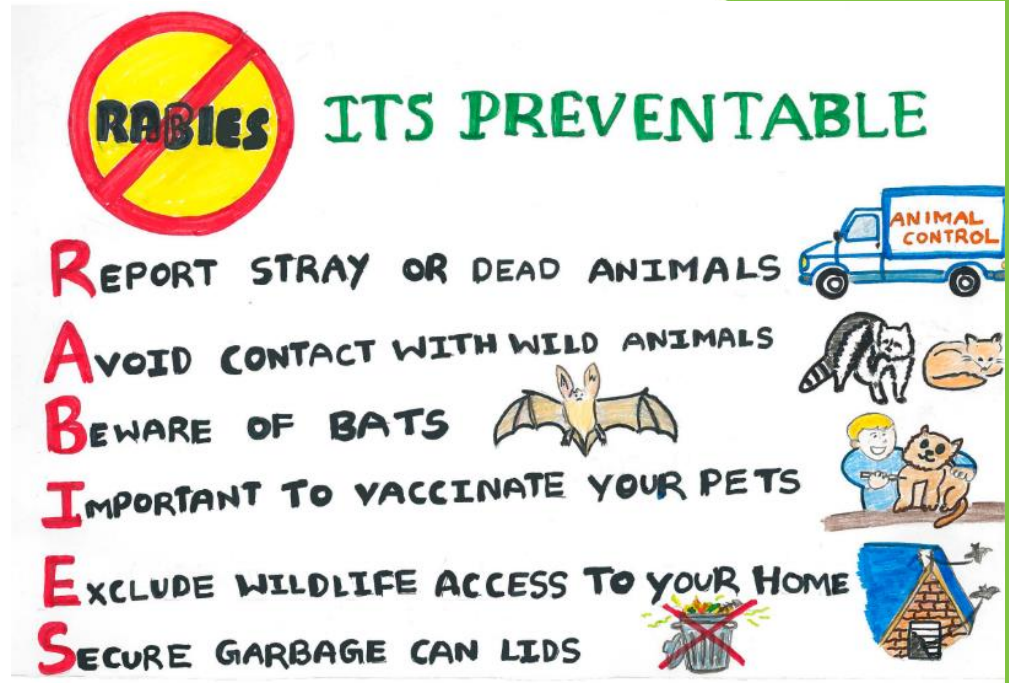 RABIES ITS PREVENTABLE
ANIMAL
CONTROL
REPORT STRAY OR DEAD ANIMALS
AVOID CONTACT WITH WILD ANIMALS
BEWARE OF BATS
IMPORTANT TO VACCINATE YOUR PETS
EXCLUDE WILDLIFE ACCESS TO YOUR HOME
SECURE GARBAGE CAN LIDS